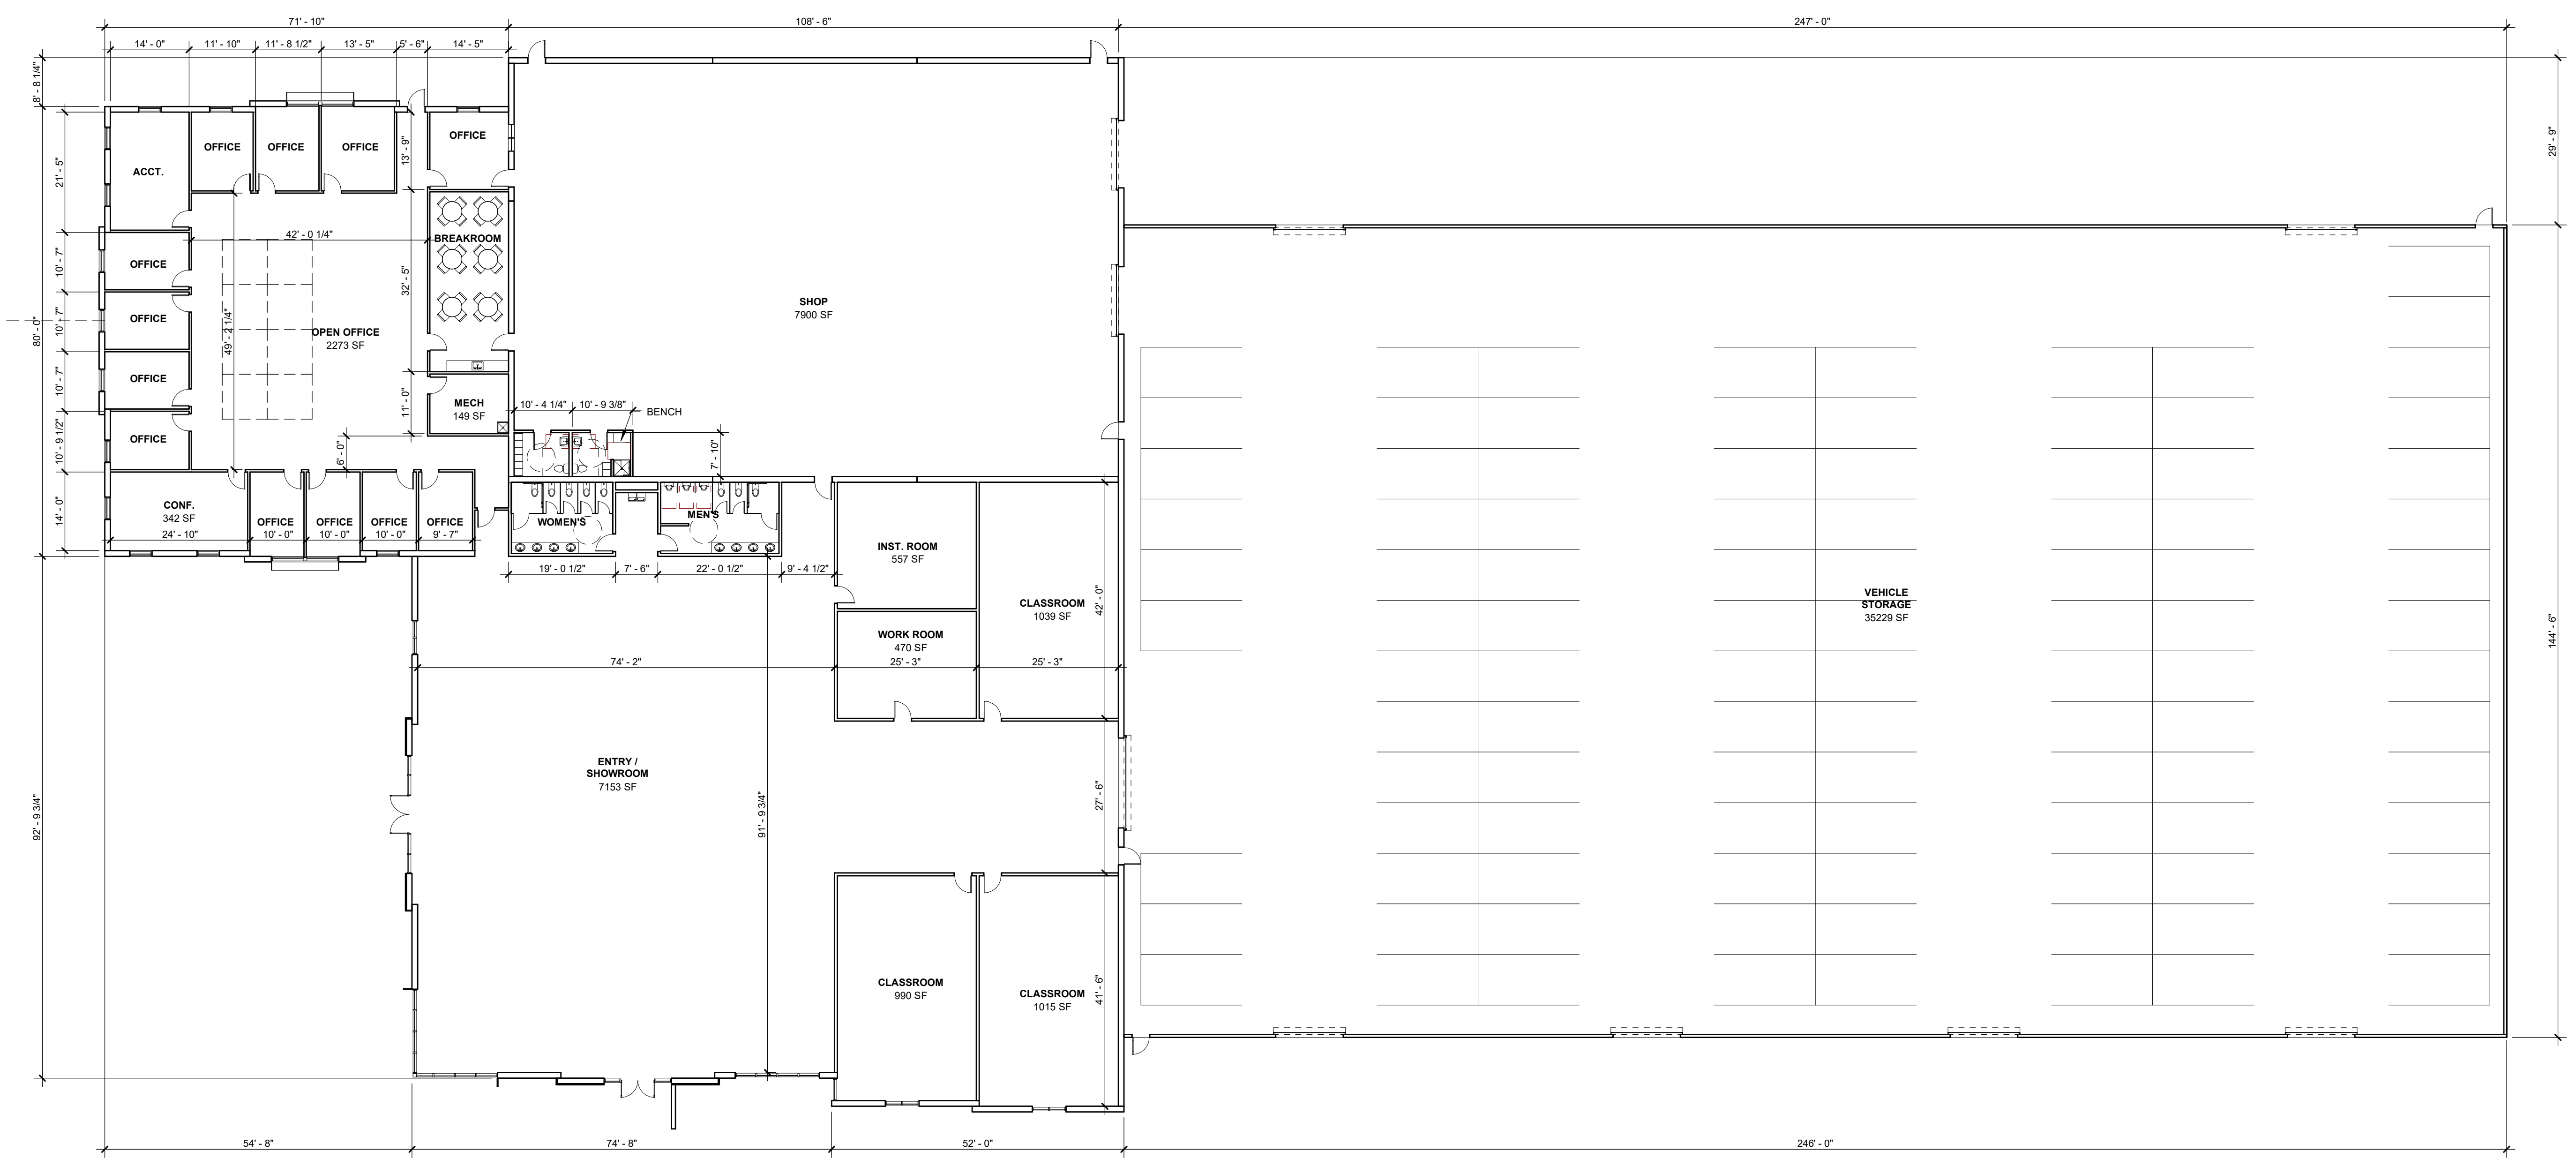 71' - 10"
108' - 6"
247' - 0"
14' - 0"
11' - 10"
11' - 8 1/2"
13' - 5"
5' - 6"
14' - 5"
8' - 8 1/4"
29' - 9"
21' - 5"
13' - 9"
OFFICE
OFFICE
OFFICE
OFFICE
ACCT.
42' - 0 1/4"
BREAKROOM
10' - 7"
OFFICE
32' - 5"
SHOP
7900 SF
80' - 0"
10' - 7"
OFFICE
49' - 2 1/4"
OPEN OFFICE
2273 SF
10' - 7"
OFFICE
11' - 0"
MECH
149 SF
10' - 4 1/4"
10' - 9 3/8"
BENCH
10' - 9 1/2"
OFFICE
6' - 0"
7' - 10"
14' - 0"
CONF.
342 SF
24' - 10"
OFFICE
10' - 0"
OFFICE
10' - 0"
OFFICE
10' - 0"
OFFICE
9' - 7"
WOMEN'S
MEN'S
19' - 0 1/2"
7' - 6"
22' - 0 1/2"
9' - 4 1/2"
INST. ROOM
557 SF
CLASSROOM
1039 SF
42' - 0"
VEHICLE
STORAGE
35229 SF
144' - 6"
WORK ROOM
470 SF
74' - 2"
25' - 3"
25' - 3"
ENTRY /
SHOWROOM
7153 SF
92' - 9 3/4"
91' - 9 3/4"
27' - 6"
CLASSROOM
990 SF
CLASSROOM
1015 SF
41' - 6"
54' - 8"
74' - 8"
52' - 0"
246' - 0"